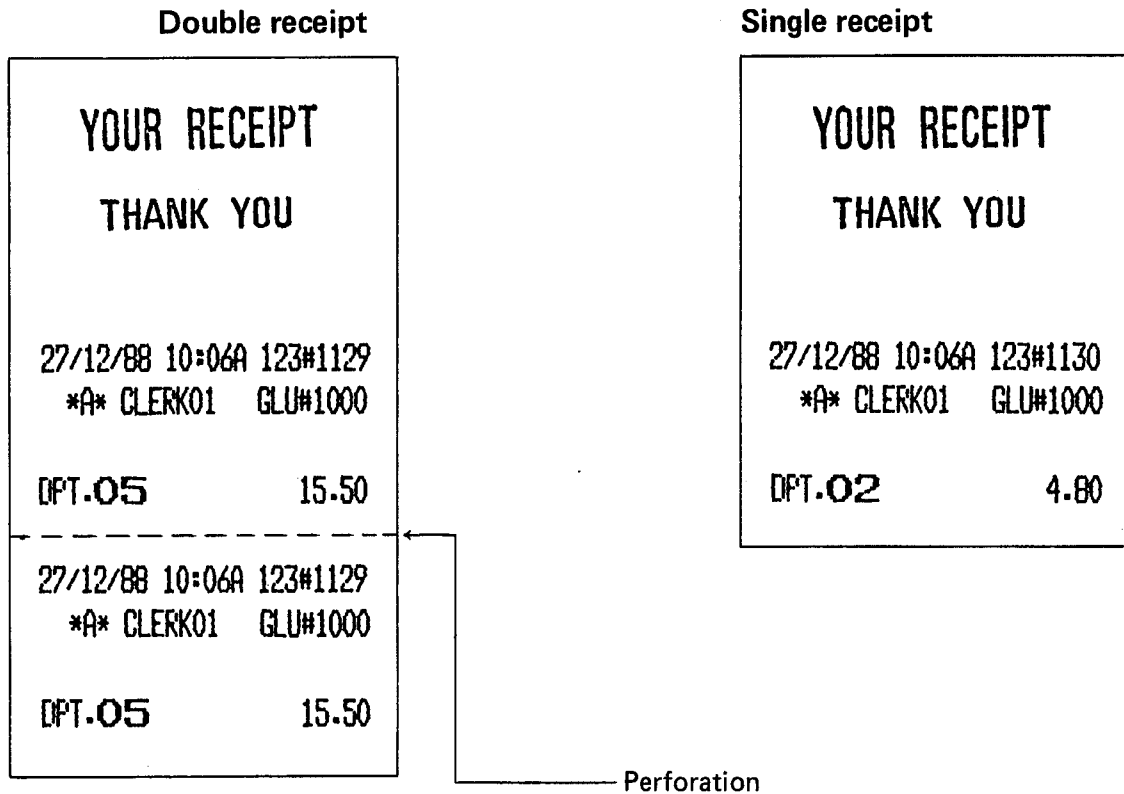 Double receipt
YOUR RECEIPT
THANK YOU
27/12/88 10:06A 123#1129
*A* CLERK01 GLU#1000
DPT.05 15.50
27/12/88 10:06A 123#1129
*A* CLERK01 GLU#1000
DPT.05 15.50
Perforation
Single receipt
YOUR RECEIPT
THANK YOU
27/12/88 10:06A 123#1130
*A* CLERK01 GLU#1000
DPT.02 4.80